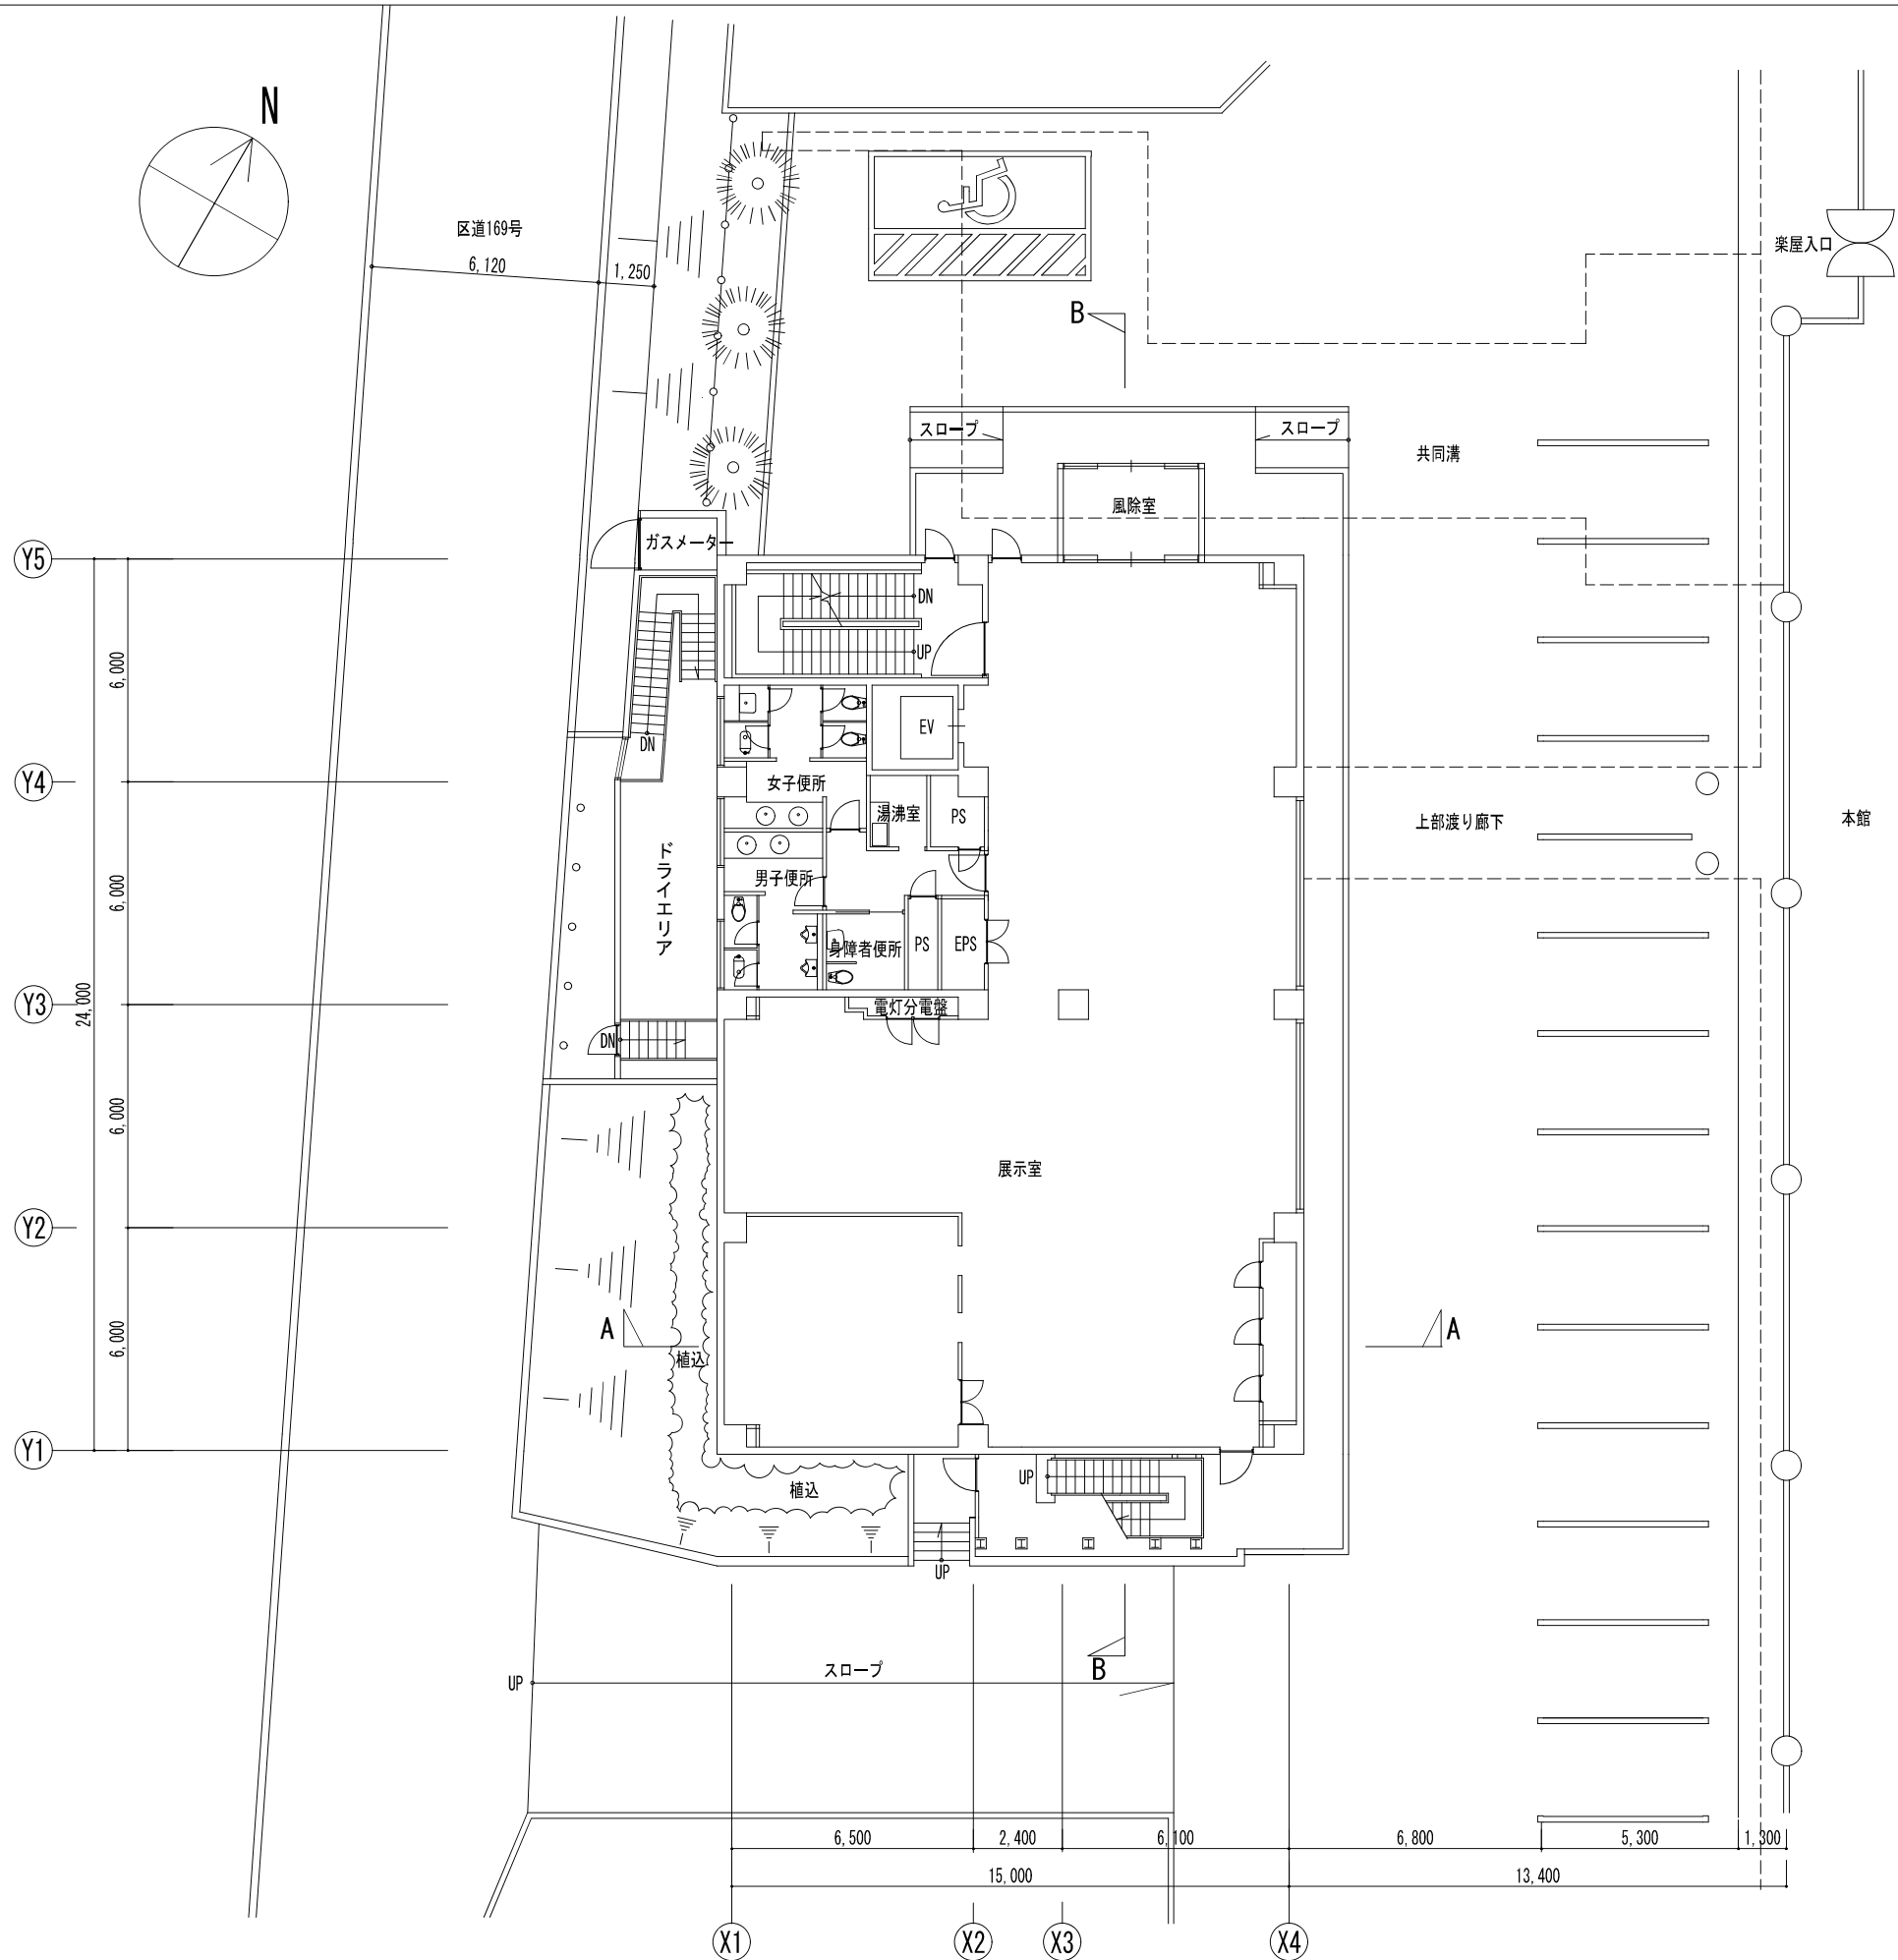 N
区道169号
6,120
1,250
楽屋入口
B
スロープ
スロープ
共同溝
風除室
ガスメーター
Y5
DN
UP
6,000
EV
DN
女子便所
Y4
湯沸室
PS
上部渡り廊下
本館
ドライエリア
男子便所
6,000
身障者便所
PS
EPS
Y3
24,000
電灯分電盤
DN
6,000
展示室
Y2
A
A
6,000
植込
Y1
UP
植込
UP
スロープ
B
UP
6,500
2,400
6,100
6,800
5,300
1,300
15,000
13,400
X1
X2
X3
X4